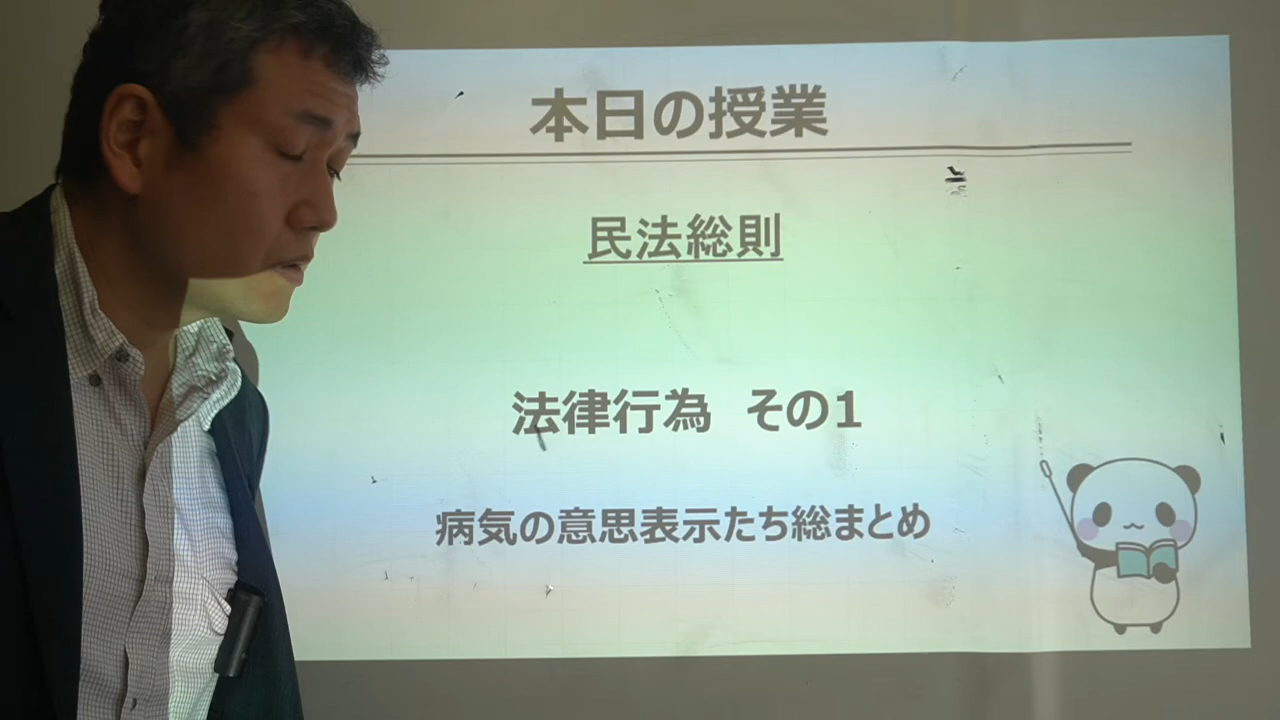 本日の授業
民法総則
法律行為 その1
病気の意思表示たち総まとめ